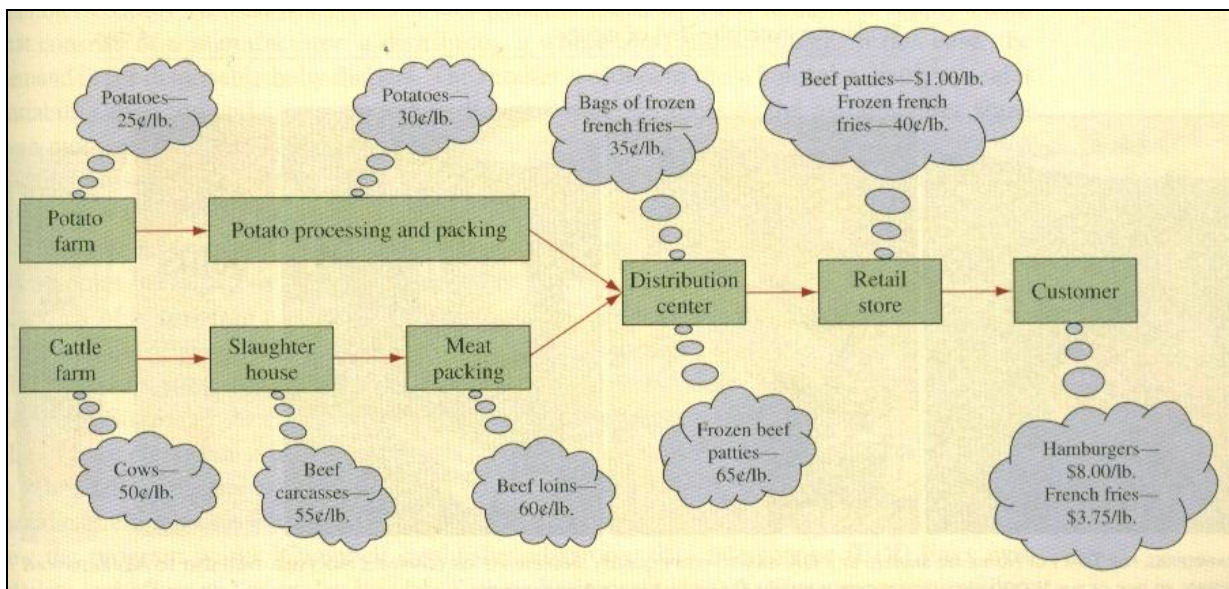 Potatoes—
25¢/lb.
Potatoes—
30¢/lb.
Bags of frozen
french fries—
35¢/lb.
Beef patties—$1.00/lb.
Frozen french
fries—40¢/lb.
Potato
farm
Potato processing and packing
Distribution
center
Retail
store
Customer
Cattle
farm
Slaughter
house
Meat
packing
Cows—
50¢/lb.
Beef
carcasses—
55¢/lb.
Beef loins—
60¢/lb.
Frozen beef
patties—
65¢/lb.
Hamburgers—
$8.00/lb.
French fries—
$3.75/lb.